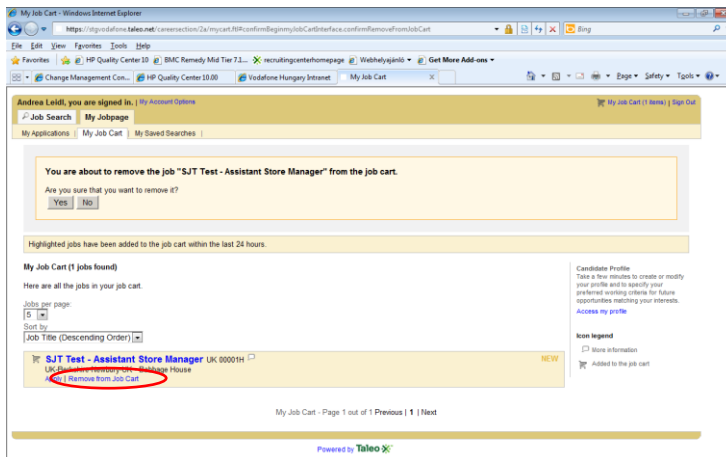 My Job Cart - Windows Internet Explorer
https://stgvodafone.taleo.net/careersection/2a/mycart.ftl#confirmBeginmyJobCartInterface.confirmRemoveFromJobCart
Bing
File Edit View Favorites Tools Help
Favorites HP Quality Center 10 BMC Remedy Mid Tier 7.1... recruitingcenterhomepage Webhelyajánló Get More Add-ons
Change Management Con... HP Quality Center 10.00 Vodafone Hungary Intranet My Job Cart X Page Safety Tools
Andrea Leidl, you are signed in. | My Account Options My Job Cart (1 items) | Sign Out
Job Search My Jobpage
My Applications | My Job Cart | My Saved Searches |
You are about to remove the job "SJT Test - Assistant Store Manager" from the job cart.
Are you sure that you want to remove it?
Yes No
Highlighted jobs have been added to the job cart within the last 24 hours.
My Job Cart (1 jobs found)
Here are all the jobs in your job cart.
Jobs per page:
5
Sort by
Job Title (Descending Order)
SJT Test - Assistant Store Manager UK 00001H NEW
UK-Berkshire Newbury UK - Babbage House
Apply | Remove from Job Cart
Candidate Profile
Take a few minutes to create or modify
your profile and to specify your
preferred working criteria for future
opportunities matching your interests.
Access my profile
Icon legend
More information
Added to the job cart
My Job Cart - Page 1 out of 1 Previous | 1 | Next
Powered by Taleo